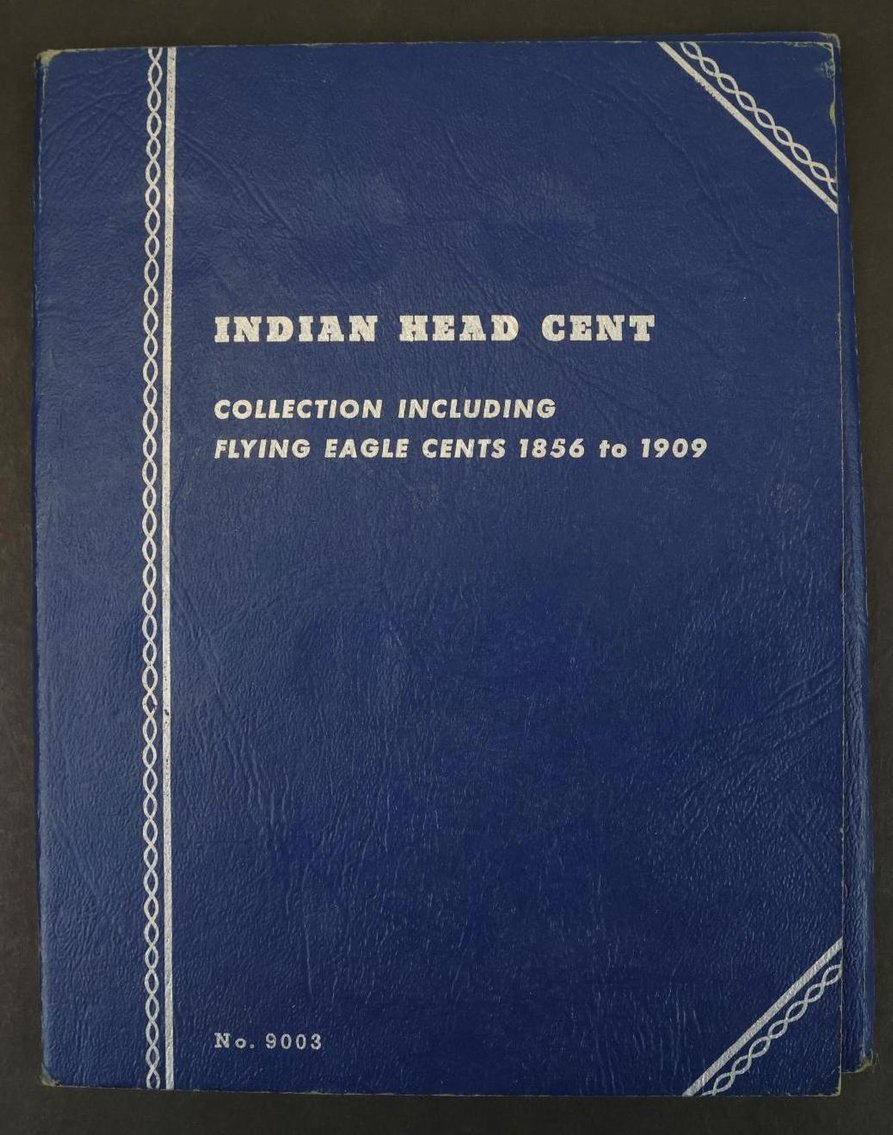 INDIAN HEAD CENT
COLLECTION INCLUDING
FLYING EAGLE CENTS 1856 to 1909
No. 9003